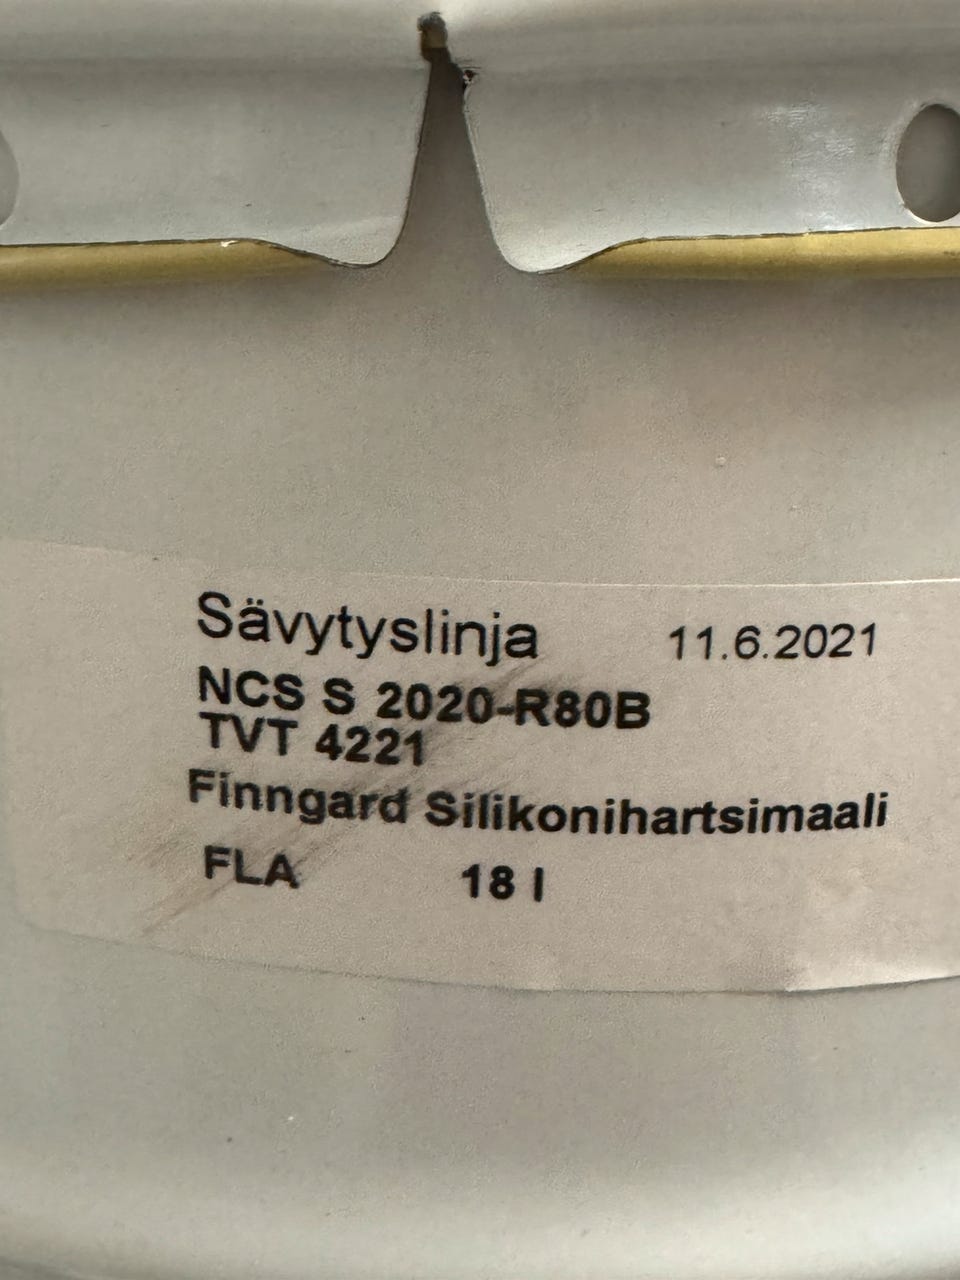 Sävytyslinja 11.6.2021
NCS S 2020-R80B
TVT 4221
Finngard Silikonihartsimaali
FLA 18 l